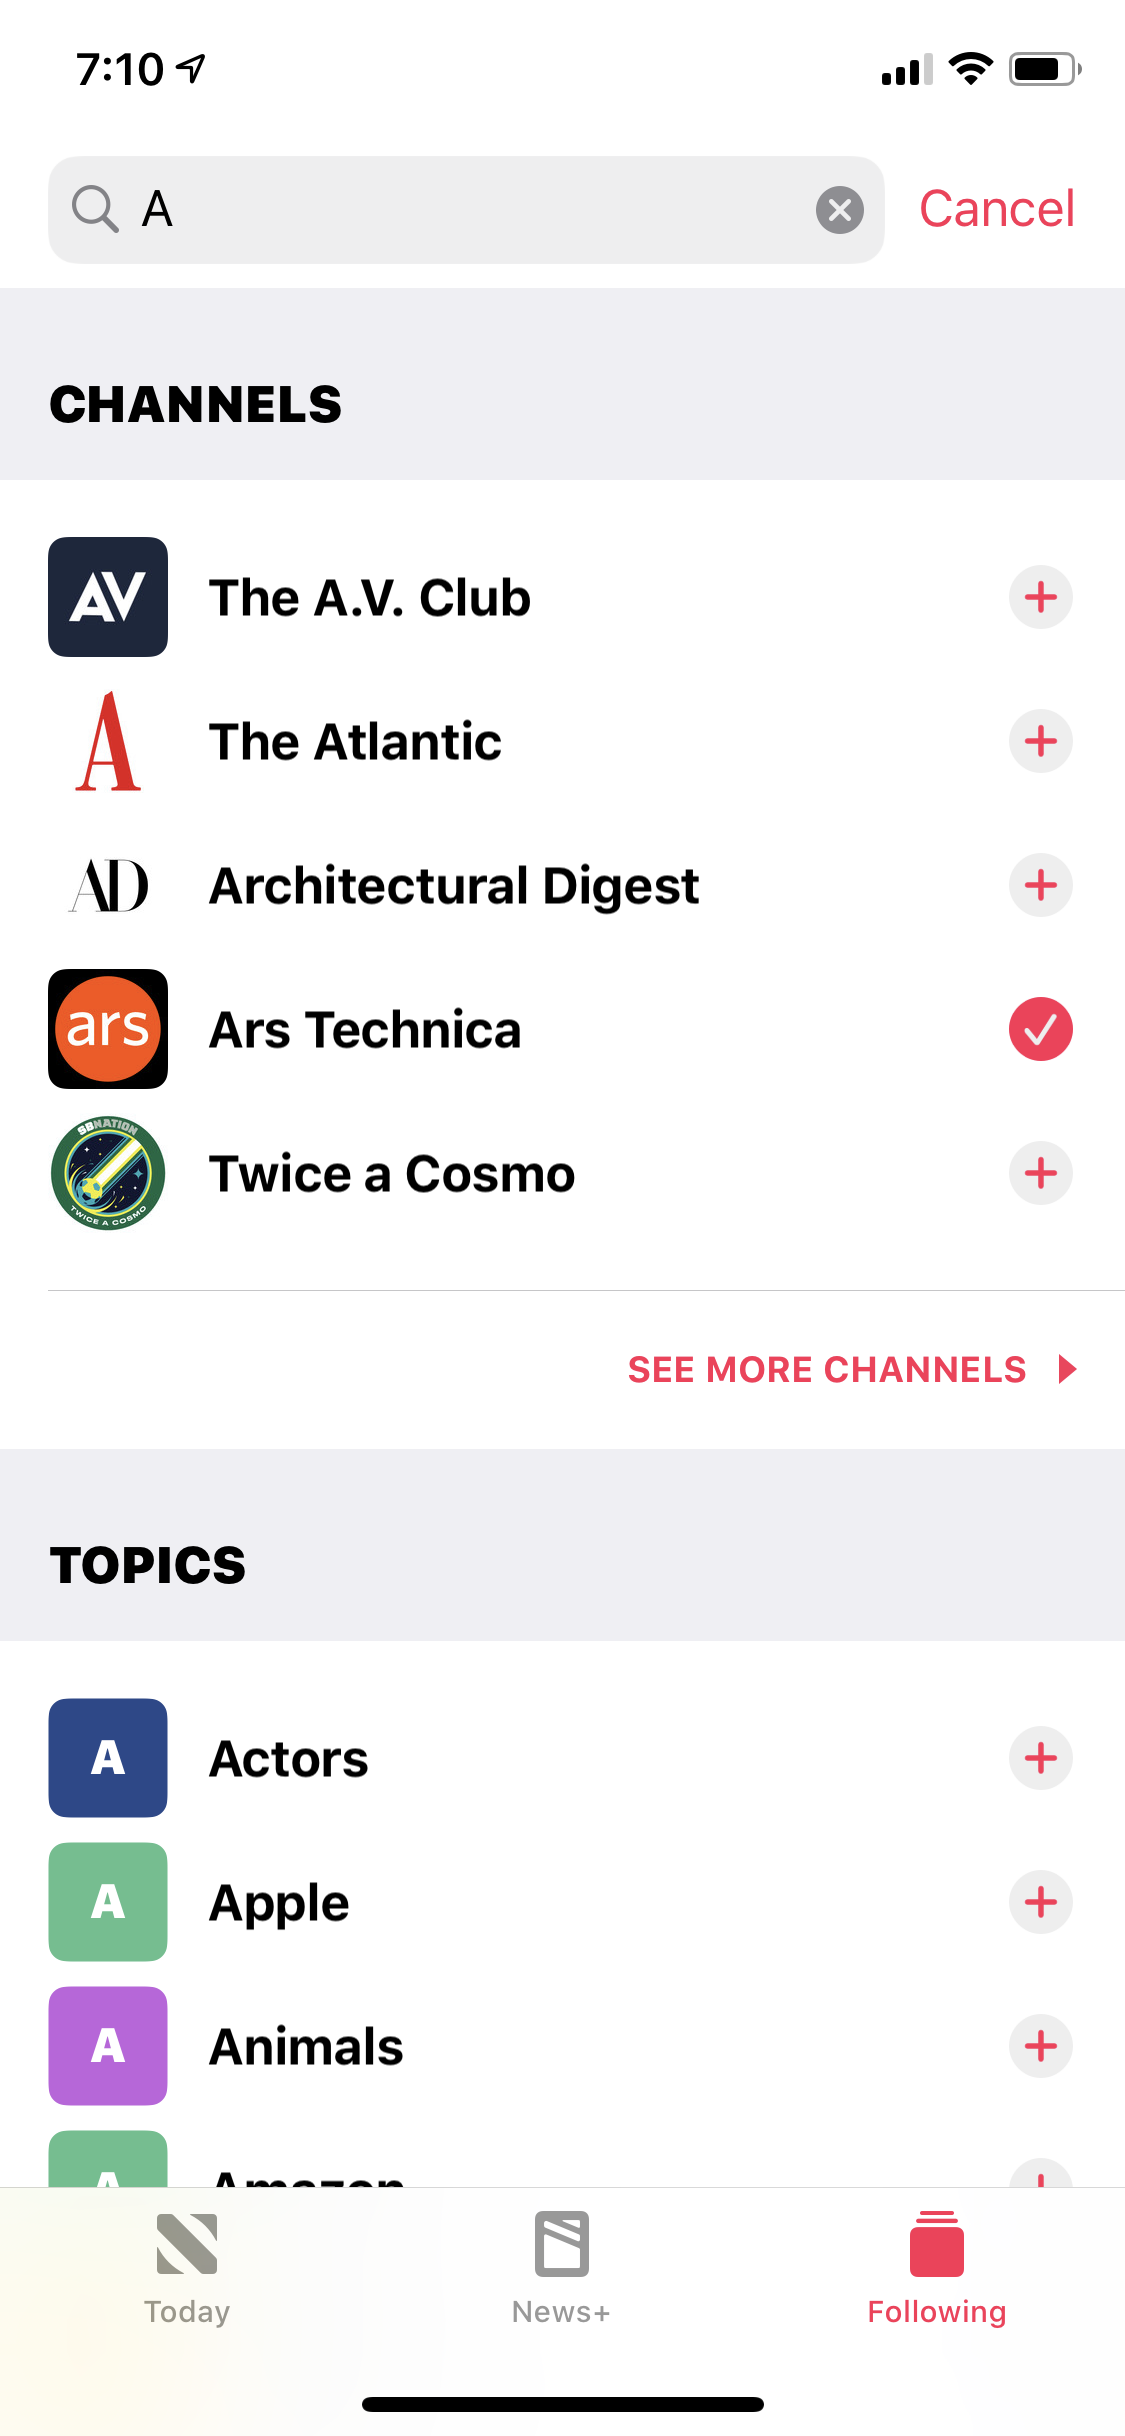 7:10
A
Cancel
CHANNELS
AV
The A.V. Club
A
The Atlantic
AD
Architectural Digest
ars
Ars Technica
SBNATION
TWICE A COSMO
Twice a Cosmo
SEE MORE CHANNELS
TOPICS
A
Actors
A
Apple
A
Animals
A
Amazon
Today
News+
Following